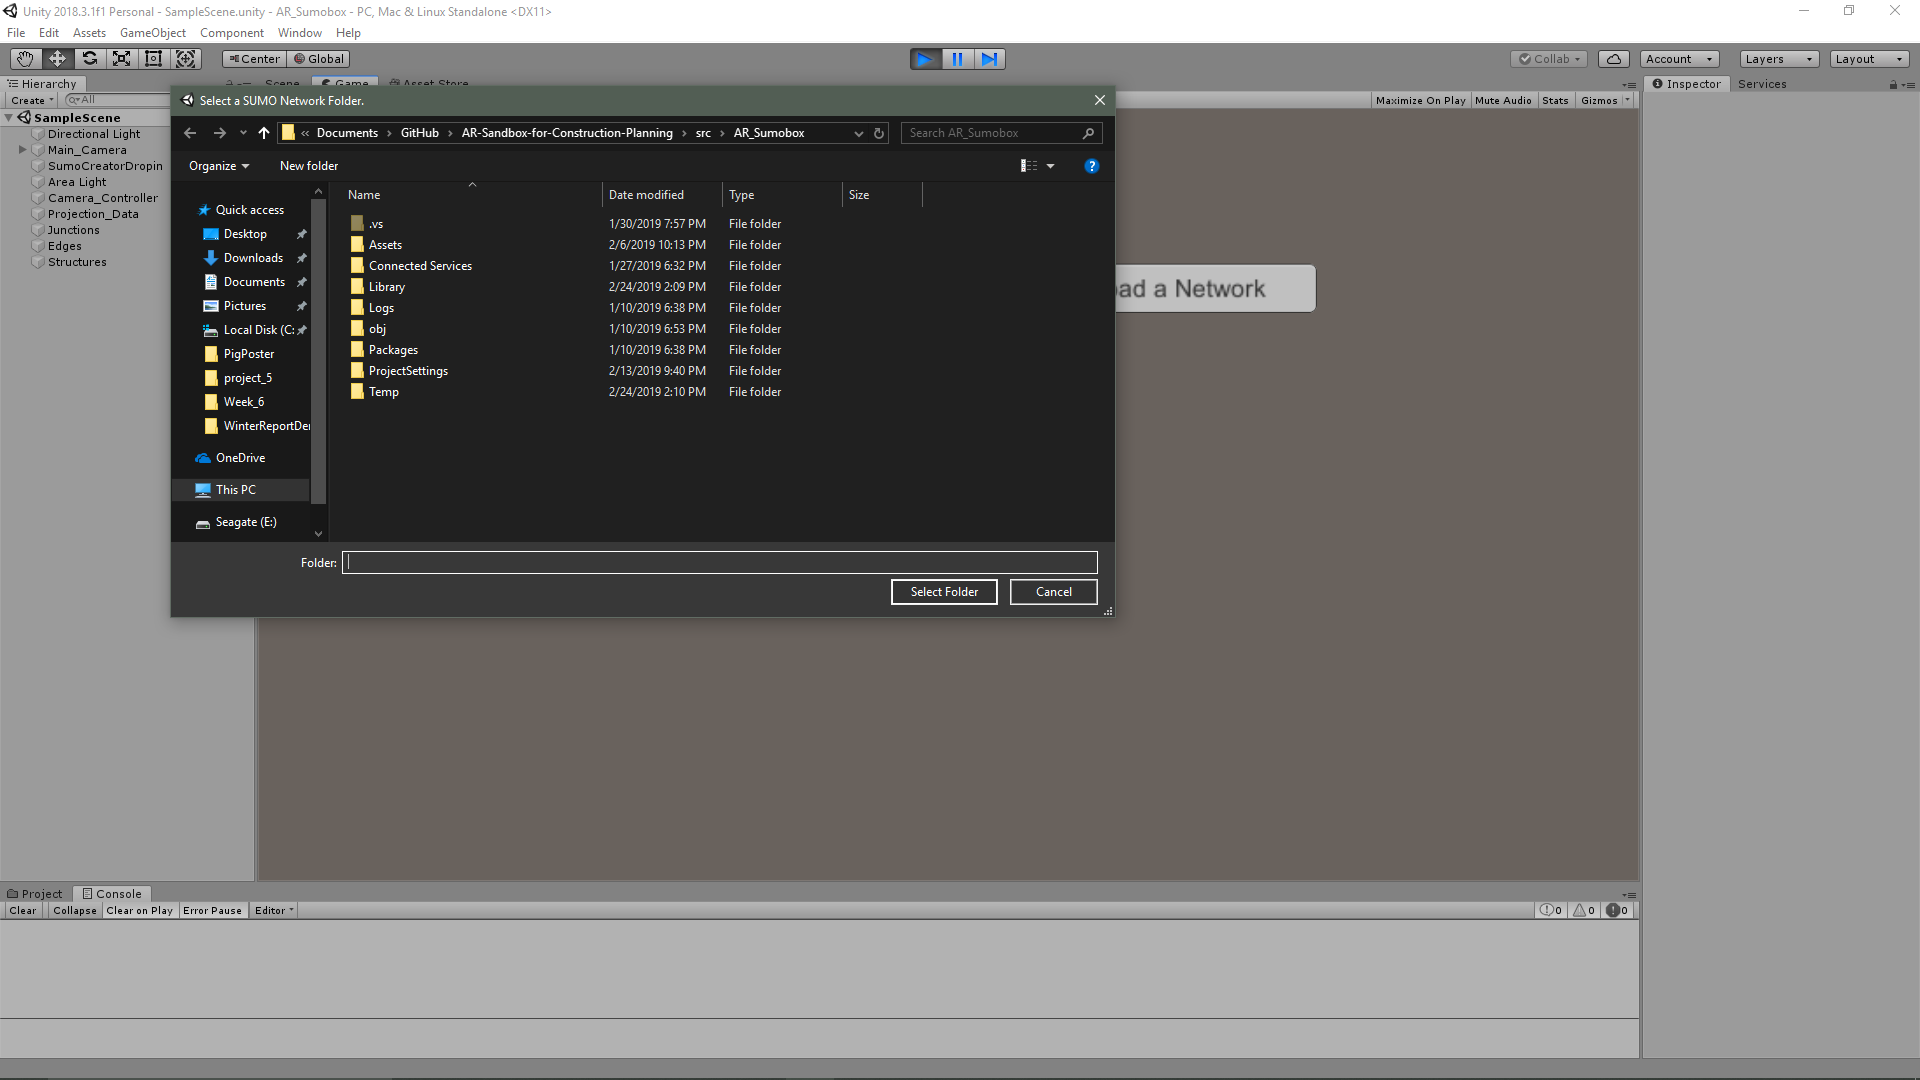 Unity 2018.3.1f1 Personal - SampleScene.unity - AR_Sumobox - PC, Mac & Linux Standalone <DX11>
File Edit Assets GameObject Component Window Help
Center Global Collab Account Layers Layout
Hierarchy Scene Game Asset Store Inspector Services
Create All Maximize On Play Mute Audio Stats Gizmos
SampleScene
Directional Light
Main_Camera
SumoCreatorDropin
Area Light
Camera_Controller
Projection_Data
Junctions
Edges
Structures
Select a SUMO Network Folder.
« Documents › GitHub › AR-Sandbox-for-Construction-Planning › src › AR_Sumobox Search AR_Sumobox
Organize New folder ?
Quick access
Desktop
Downloads
Documents
Pictures
Local Disk (C:
PigPoster
project_5
Week_6
WinterReportDe
OneDrive
This PC
Seagate (E:)
Name Date modified Type Size
.vs 1/30/2019 7:57 PM File folder
Assets 2/6/2019 10:13 PM File folder
Connected Services 1/27/2019 6:32 PM File folder
Library 2/24/2019 2:09 PM File folder
Logs 1/10/2019 6:38 PM File folder
obj 1/10/2019 6:53 PM File folder
Packages 1/10/2019 6:38 PM File folder
ProjectSettings 2/13/2019 9:40 PM File folder
Temp 2/24/2019 2:10 PM File folder
Folder:
Select Folder Cancel
ad a Network
Project Console
Clear Collapse Clear on Play Error Pause Editor 0 0 0